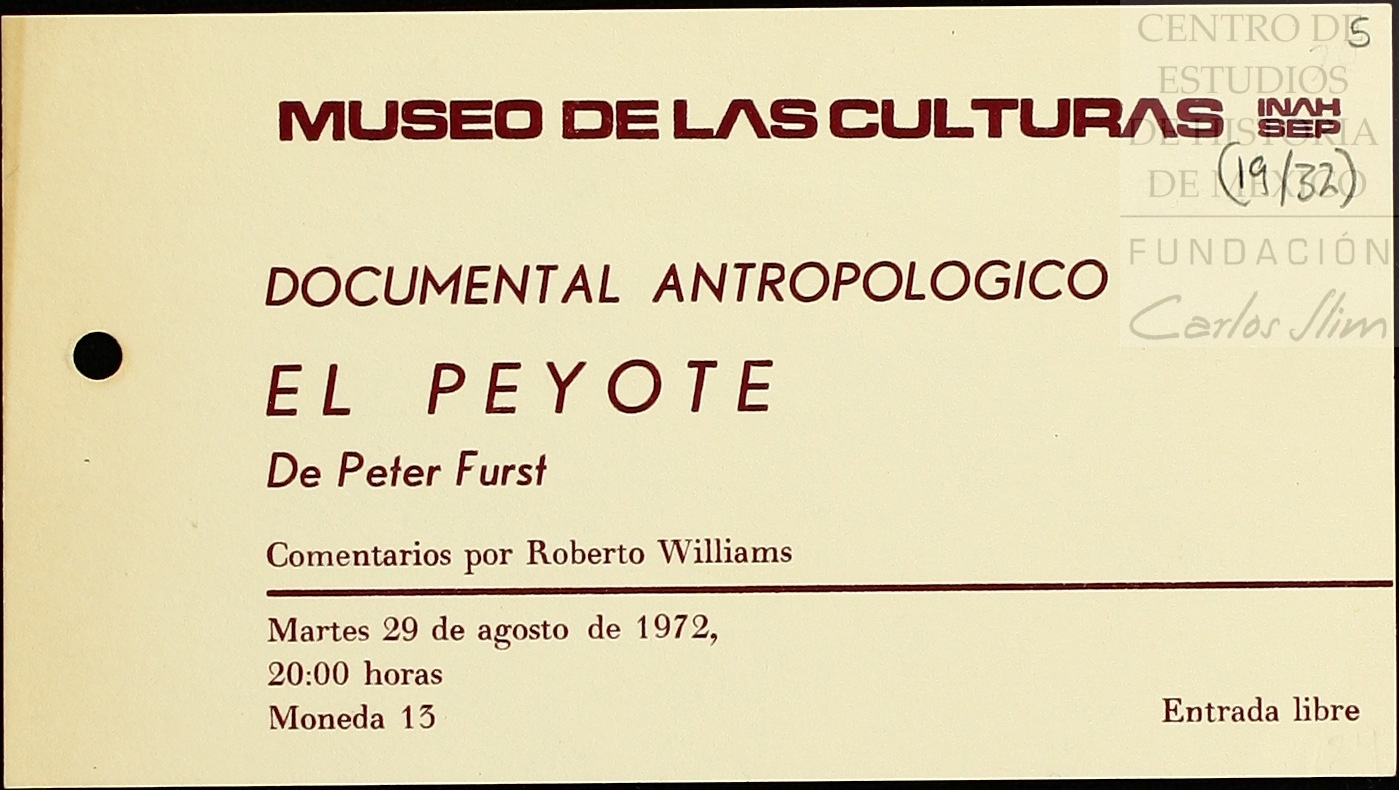 5
CENTRO DE
ESTUDIOS
DE HISTORIA
DE MÉXICO
FUNDACIÓN
Carlos Slim
MUSEO DE LAS CULTURAS INAH
SEP
(19/32)
DOCUMENTAL ANTROPOLOGICO
EL PEYOTE
De Peter Furst
Comentarios por Roberto Williams
Martes 29 de agosto de 1972,
20:00 horas
Moneda 13
Entrada libre